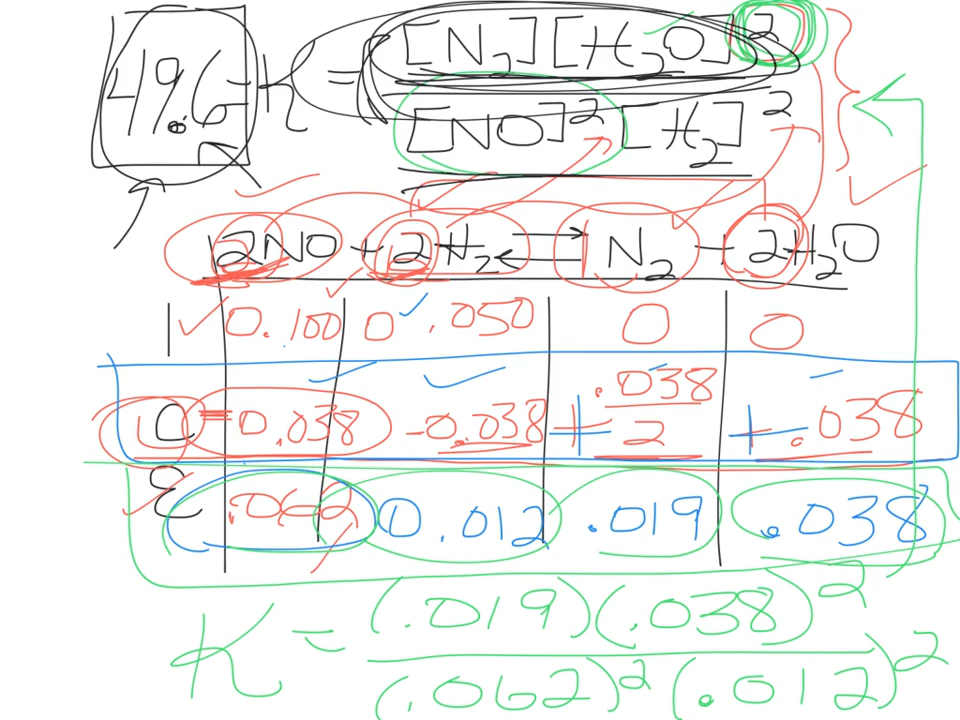 49.6 = K = [N2][H2O]2
[NO]2[H2]2
2NO + 2H2 ⇌ 1N2 + 2H2O
I 0.100 0.050 0 0
C -0.038 -0.038 +.038/2 +.038
E .062 0.012 .019 .038
K = (.019)(.038)2
(.062)2(.012)2